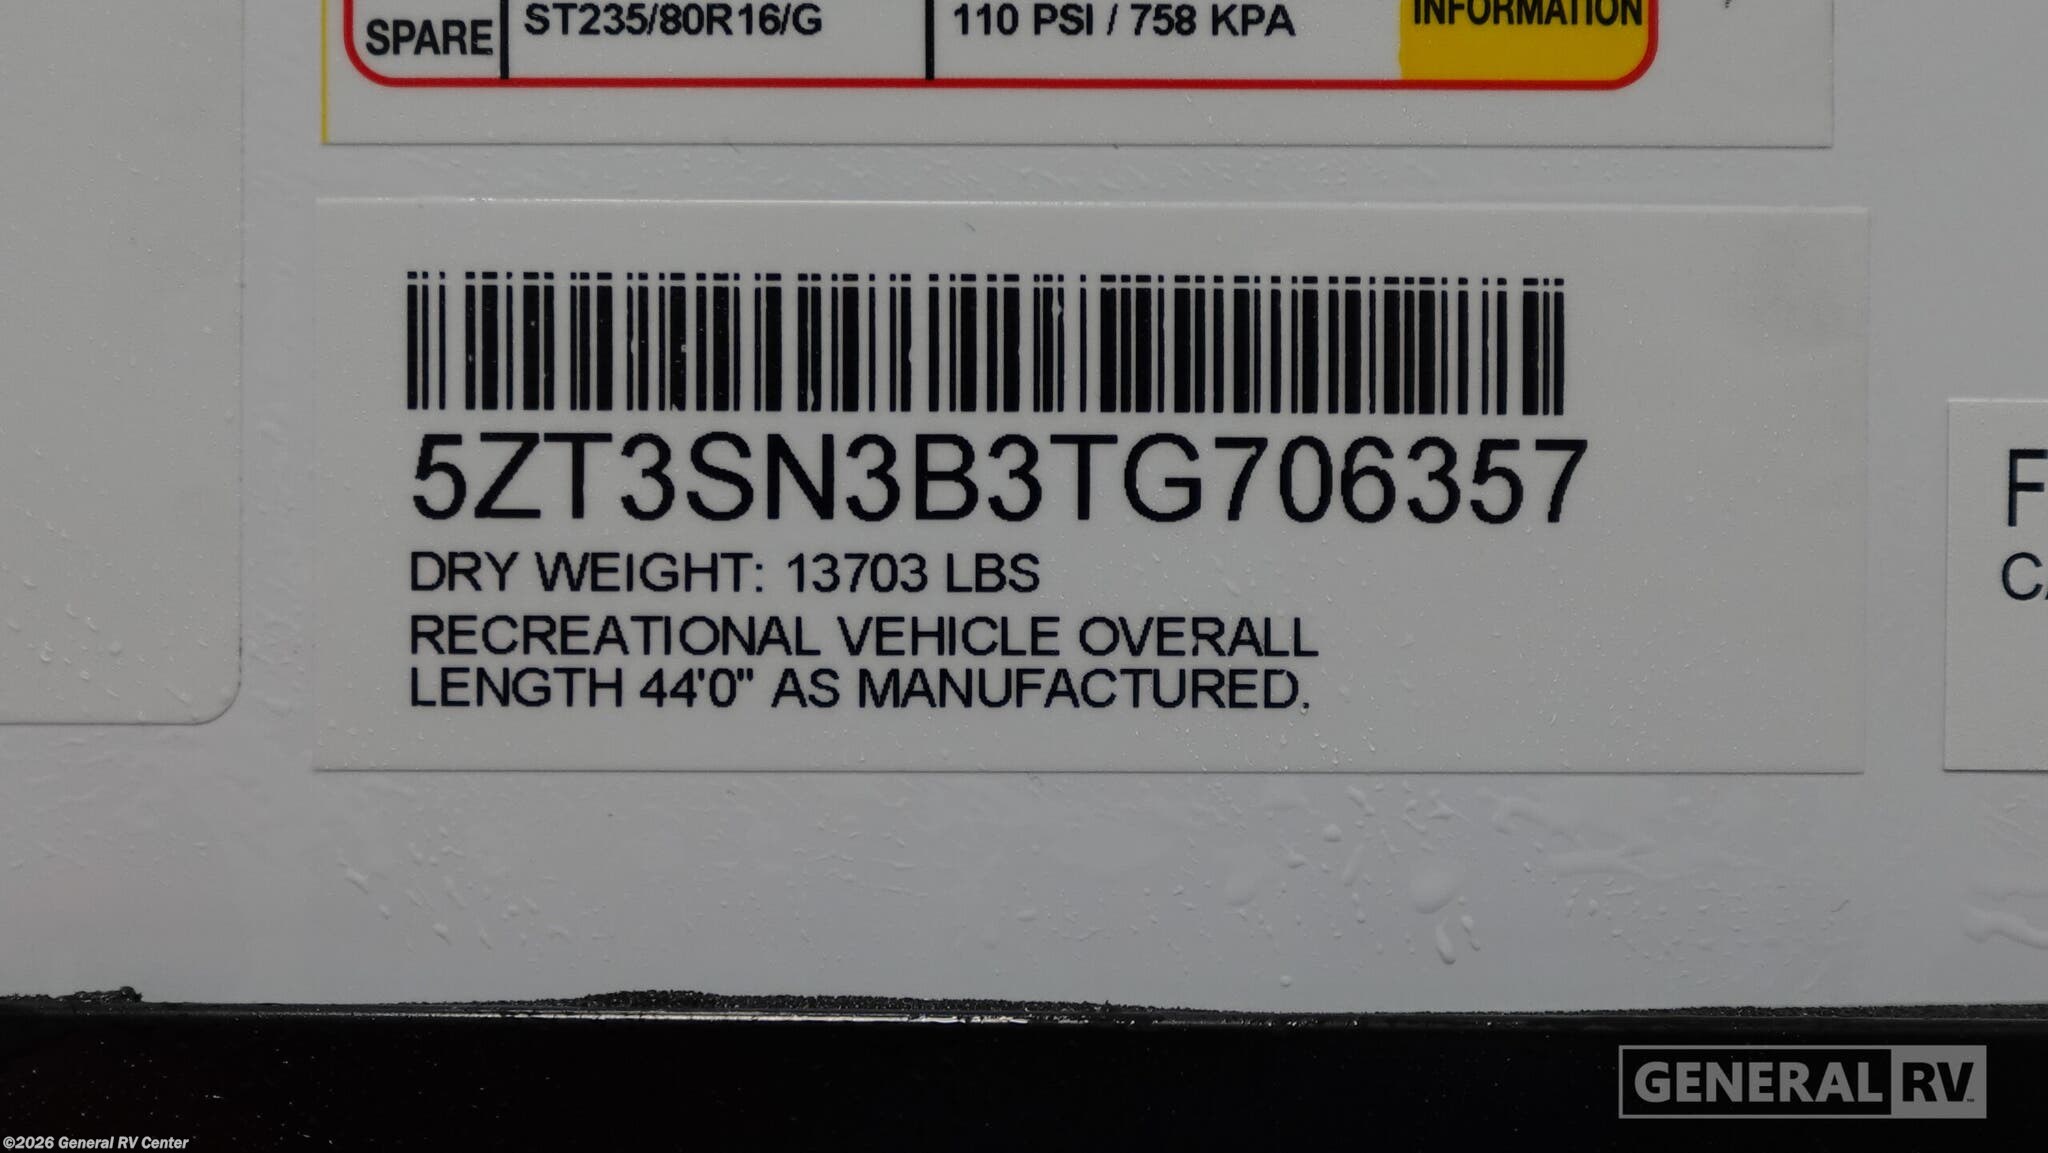 SPARE ST235/80R16/G 110 PSI / 758 KPA INFORMATION
5ZT3SN3B3TG706357
DRY WEIGHT: 13703 LBS
RECREATIONAL VEHICLE OVERALL
LENGTH 44'0" AS MANUFACTURED.
GENERAL RV
©2026 General RV Center